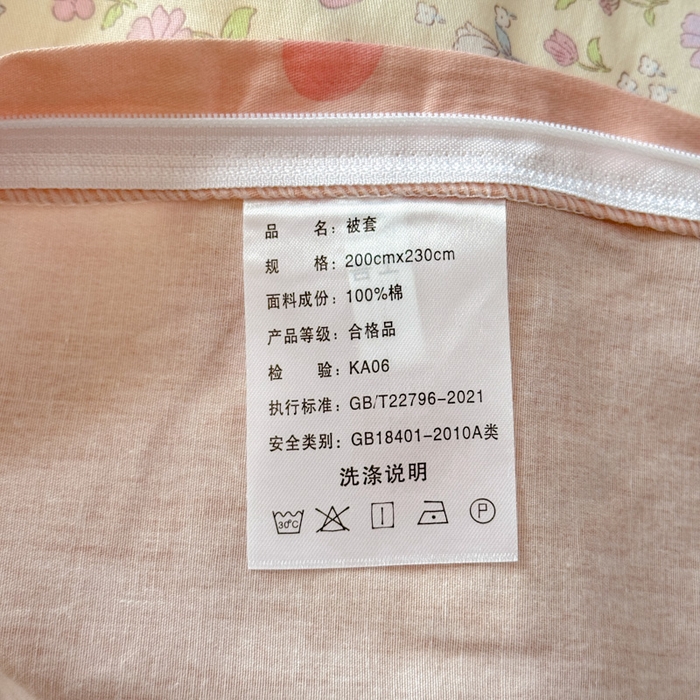 品 名：被套
规 格：200cmx230cm
面料成份：100%棉
产品等级：合格品
检 验：KA06
执行标准：GB/T22796-2021
安全类别：GB18401-2010A类
洗涤说明
30℃ P